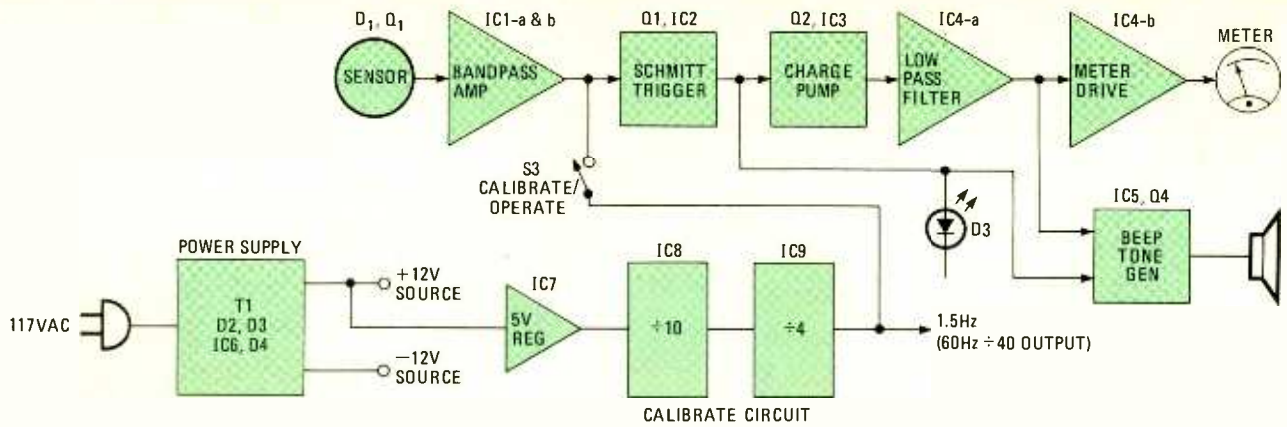 D1, Q1
IC1-a & b
Q1, IC2
Q2, IC3
IC4-a
IC4-b
METER
SENSOR
BANDPASS
AMP
SCHMITT
TRIGGER
CHARGE
PUMP
LOW
PASS
FILTER
METER
DRIVE
S3
CALIBRATE/
OPERATE
D3
IC5, Q4
BEEP
TONE
GEN
POWER SUPPLY
117VAC
T1
D2, D3
IC6, D4
+12V
SOURCE
−12V
SOURCE
IC7
5V
REG
IC8
÷10
IC9
÷4
1.5Hz
(60Hz ÷ 40 OUTPUT)
CALIBRATE CIRCUIT